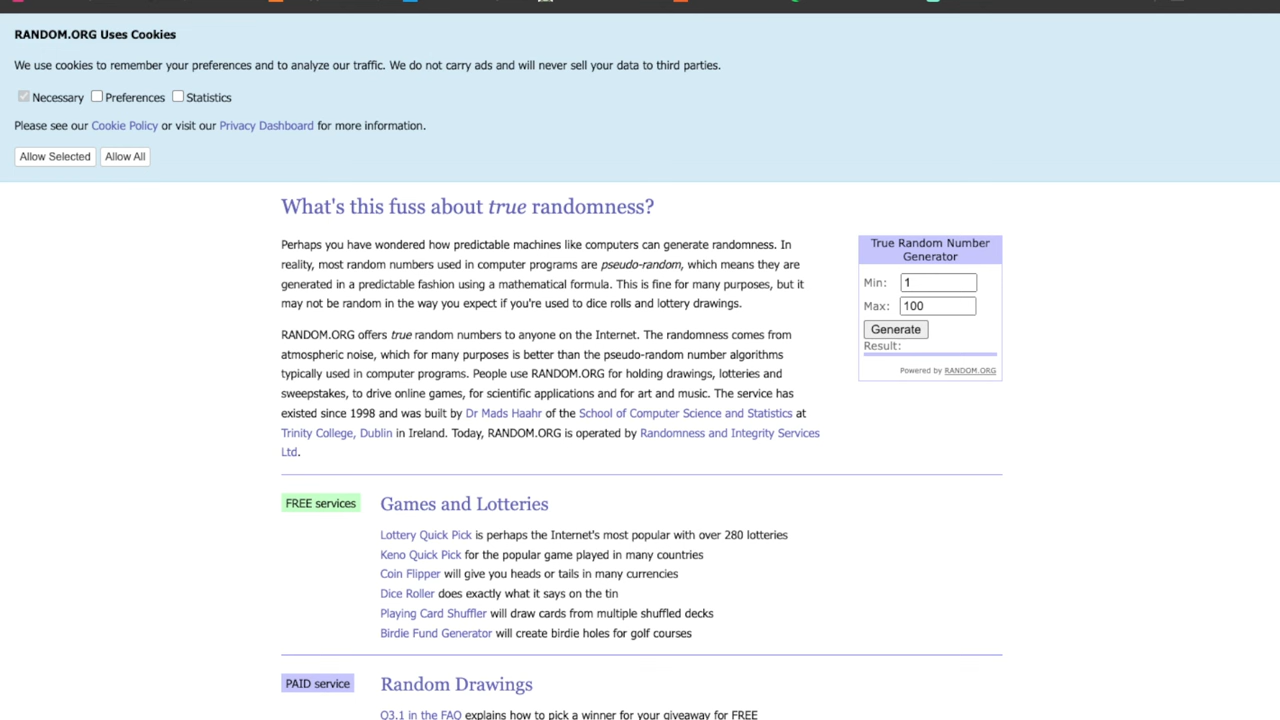 RANDOM.ORG Uses Cookies
We use cookies to remember your preferences and to analyze our traffic. We do not carry ads and will never sell your data to third parties.
Necessary Preferences Statistics
Please see our Cookie Policy or visit our Privacy Dashboard for more information.
Allow Selected Allow All
What's this fuss about true randomness?
Perhaps you have wondered how predictable machines like computers can generate randomness. In
reality, most random numbers used in computer programs are pseudo-random, which means they are
generated in a predictable fashion using a mathematical formula. This is fine for many purposes, but it
may not be random in the way you expect if you're used to dice rolls and lottery drawings.
RANDOM.ORG offers true random numbers to anyone on the Internet. The randomness comes from
atmospheric noise, which for many purposes is better than the pseudo-random number algorithms
typically used in computer programs. People use RANDOM.ORG for holding drawings, lotteries and
sweepstakes, to drive online games, for scientific applications and for art and music. The service has
existed since 1998 and was built by Dr Mads Haahr of the School of Computer Science and Statistics at
Trinity College, Dublin in Ireland. Today, RANDOM.ORG is operated by Randomness and Integrity Services
Ltd.
True Random Number
Generator
Min: 1
Max: 100
Generate
Result:
Powered by RANDOM.ORG
FREE services
Games and Lotteries
Lottery Quick Pick is perhaps the Internet's most popular with over 280 lotteries
Keno Quick Pick for the popular game played in many countries
Coin Flipper will give you heads or tails in many currencies
Dice Roller does exactly what it says on the tin
Playing Card Shuffler will draw cards from multiple shuffled decks
Birdie Fund Generator will create birdie holes for golf courses
PAID service
Random Drawings
Q3.1 in the FAQ explains how to pick a winner for your giveaway for FREE